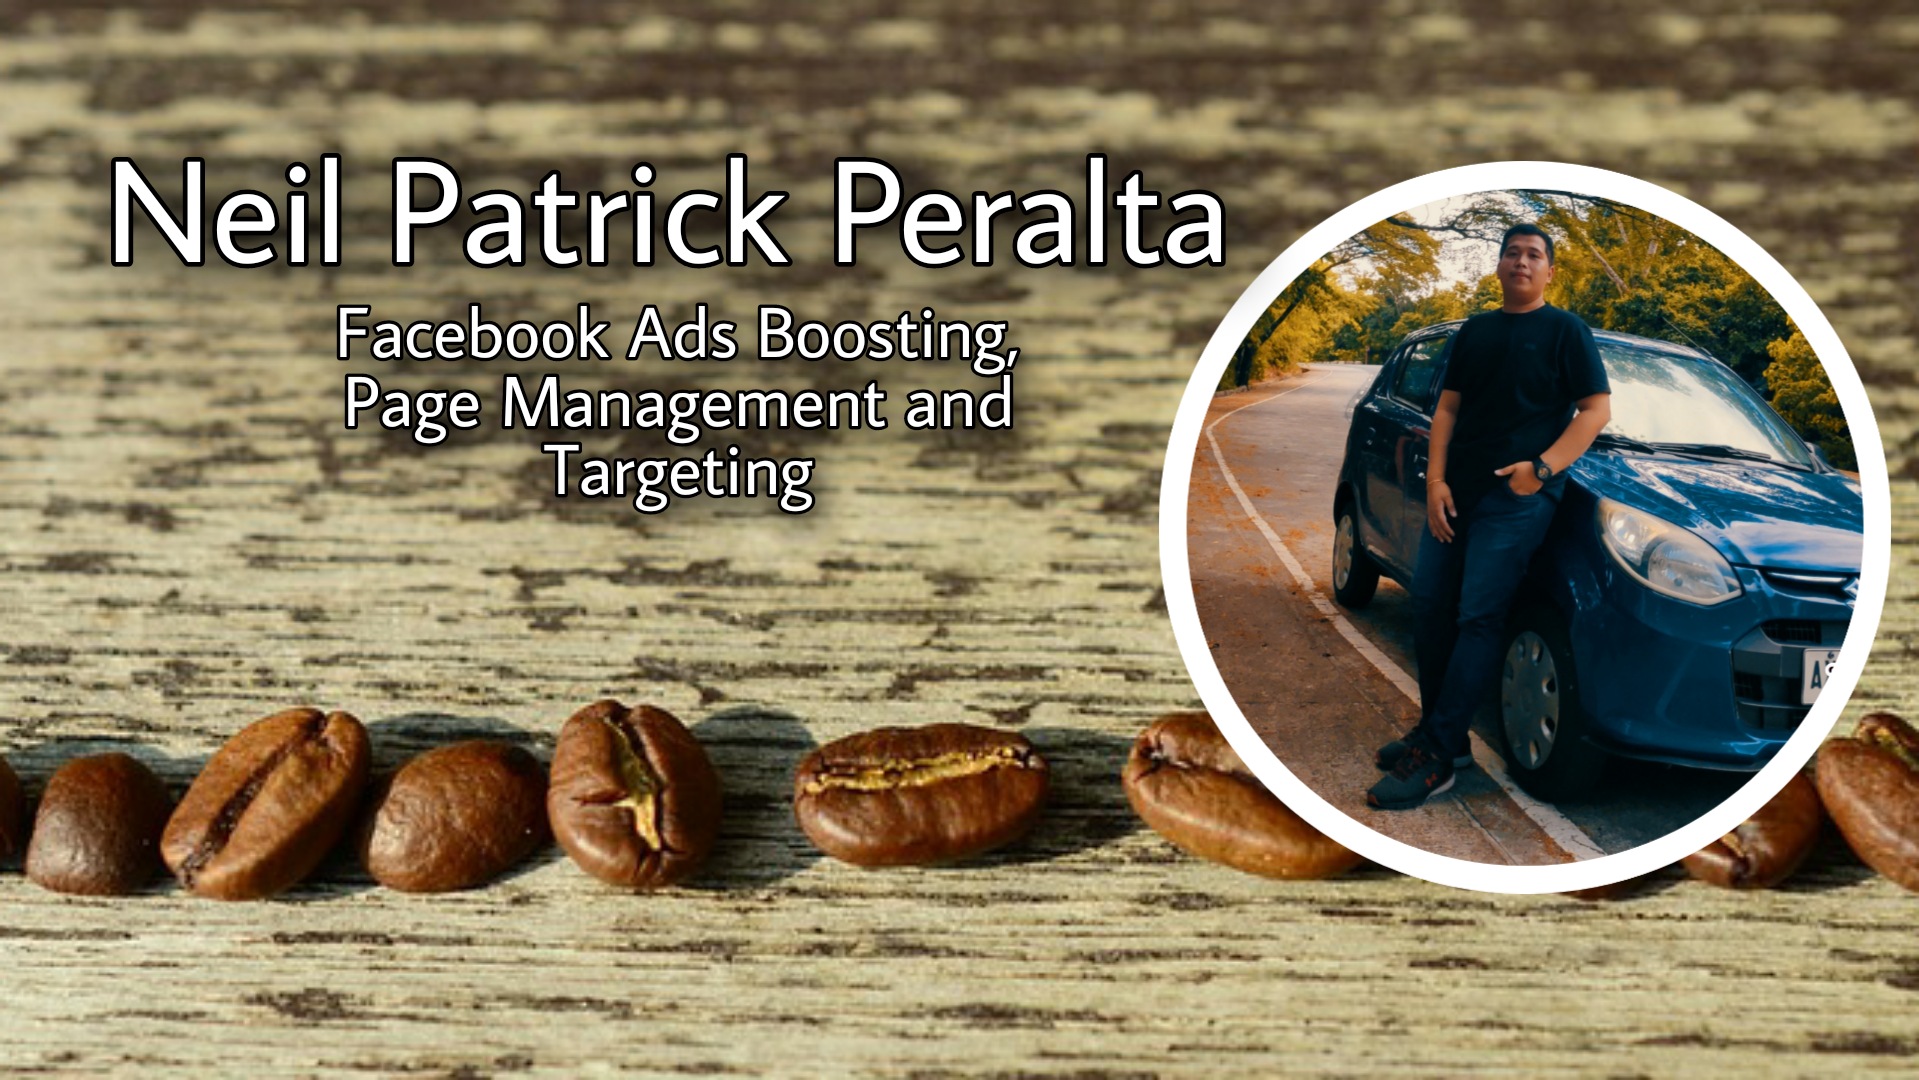 Neil Patrick Peralta
Facebook Ads Boosting,
Page Management and
Targeting
A